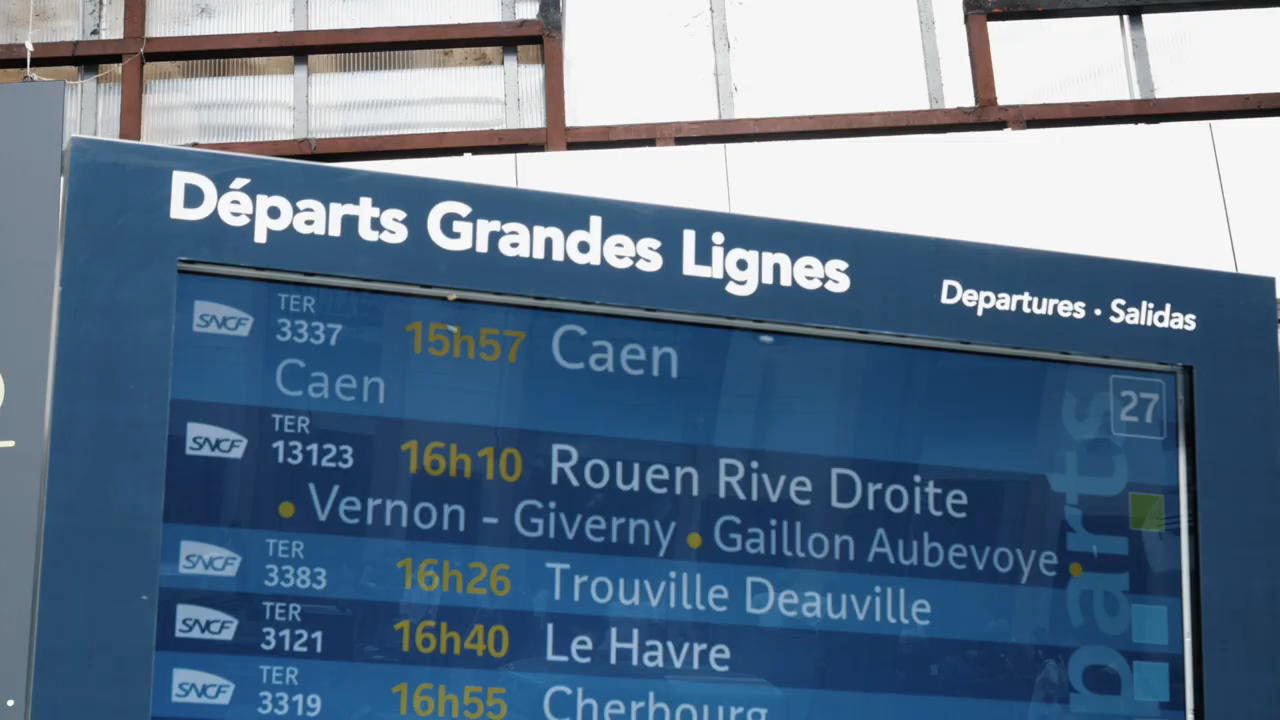 Départs Grandes Lignes
Departures · Salidas
SNCF TER 3337 15h57 Caen 27
Caen
SNCF TER 13123 16h10 Rouen Rive Droite
• Vernon - Giverny • Gaillon Aubevoye •
SNCF TER 3383 16h26 Trouville Deauville
SNCF TER 3121 16h40 Le Havre
SNCF TER 3319 16h55 Cherbourg
parts